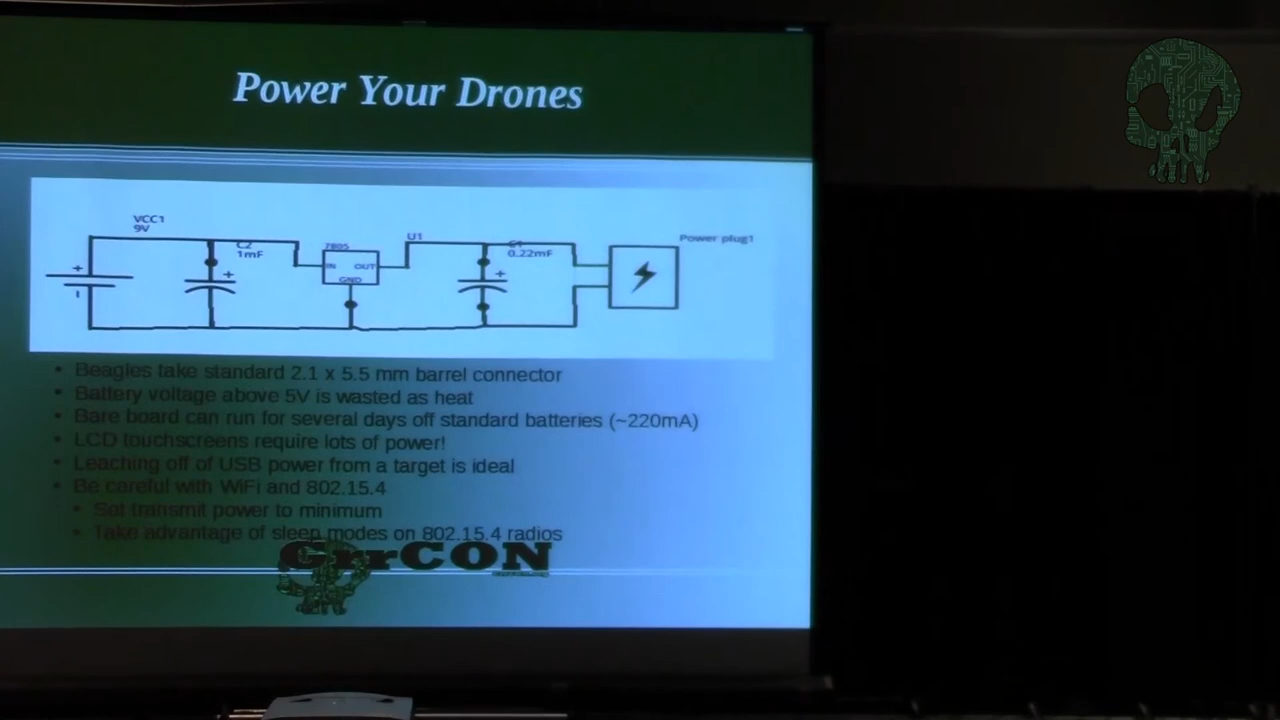 Power Your Drones
VCC1
9V
C2
1mF
7805
IN OUT
GND
U1
C1
0.22mF
Power plug1
• Beagles take standard 2.1 x 5.5 mm barrel connector
• Battery voltage above 5V is wasted as heat
• Bare board can run for several days off standard batteries (~220mA)
• LCD touchscreens require lots of power!
• Leaching off of USB power from a target is ideal
• Be careful with WiFi and 802.15.4
• Set transmit power to minimum
• Take advantage of sleep modes on 802.15.4 radios
GrrCON